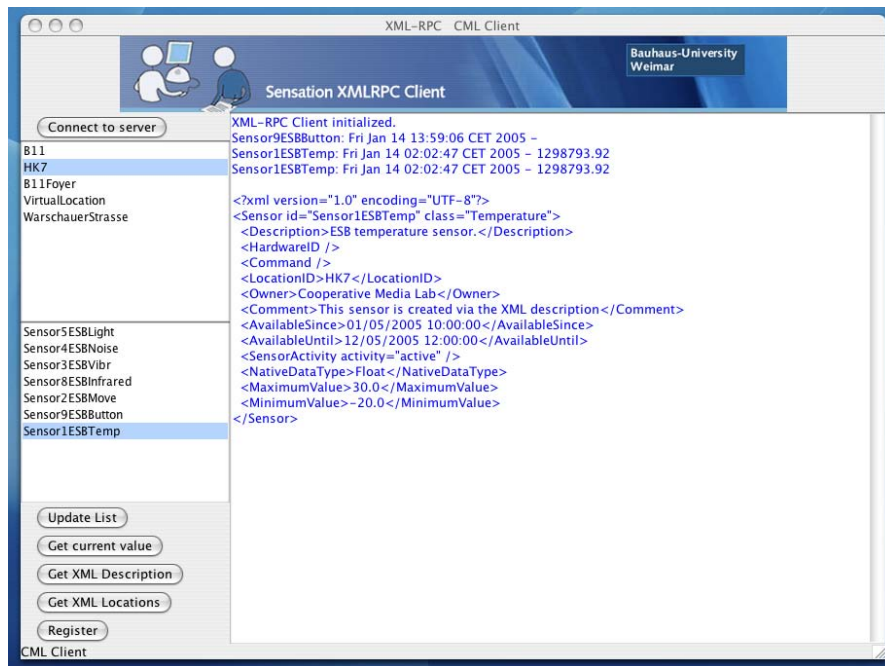 XML-RPC CML Client
Bauhaus-University
Weimar
Sensation XMLRPC Client
Connect to server
B11
HK7
B11Foyer
VirtualLocation
WarschauerStrasse
Sensor5ESBLight
Sensor4ESBNoise
Sensor3ESBVibr
Sensor8ESBInfrared
Sensor2ESBMove
Sensor9ESBButton
Sensor1ESBTemp
Update List
Get current value
Get XML Description
Get XML Locations
Register
CML Client
XML-RPC Client initialized.
Sensor9ESBButton: Fri Jan 14 13:59:06 CET 2005 -
Sensor1ESBTemp: Fri Jan 14 02:02:47 CET 2005 - 1298793.92
Sensor1ESBTemp: Fri Jan 14 02:02:47 CET 2005 - 1298793.92
<?xml version="1.0" encoding="UTF-8"?>
<Sensor id="Sensor1ESBTemp" class="Temperature">
<Description>ESB temperature sensor.</Description>
<HardwareID />
<Command />
<LocationID>HK7</LocationID>
<Owner>Cooperative Media Lab</Owner>
<Comment>This sensor is created via the XML description</Comment>
<AvailableSince>01/05/2005 10:00:00</AvailableSince>
<AvailableUntil>12/05/2005 12:00:00</AvailableUntil>
<SensorActivity activity="active" />
<NativeDataType>Float</NativeDataType>
<MaximumValue>30.0</MaximumValue>
<MinimumValue>-20.0</MinimumValue>
</Sensor>